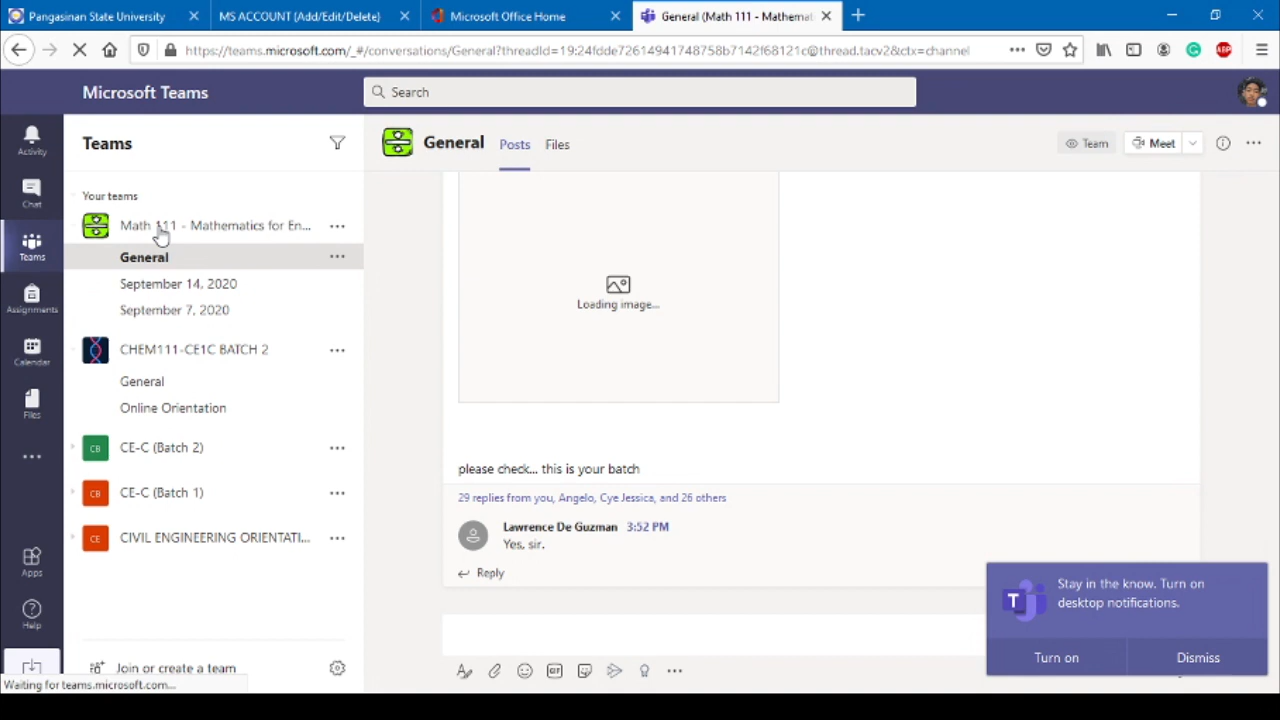 Pangasinan State University
MS ACCOUNT (Add/Edit/Delete)
Microsoft Office Home
General (Math 111 - Mathemat
https://teams.microsoft.com/_#/conversations/General?threadId=19:24fdde72614941748758b7142f68121c@thread.tacv2&ctx=channel
Microsoft Teams
Search
Activity
Chat
Teams
Assignments
Calendar
Files
Apps
Help
Teams
Your teams
Math 111 - Mathematics for En...
General
September 14, 2020
September 7, 2020
CHEM111-CE1C BATCH 2
General
Online Orientation
CB
CE-C (Batch 2)
CB
CE-C (Batch 1)
CE
CIVIL ENGINEERING ORIENTATI...
Join or create a team
Waiting for teams.microsoft.com...
General
Posts
Files
Team
Meet
Loading image...
please check... this is your batch
29 replies from you, Angelo, Cye Jessica, and 26 others
Lawrence De Guzman 3:52 PM
Yes, sir.
Reply
GIF
T
Stay in the know. Turn on
desktop notifications.
Turn on
Dismiss
ABP